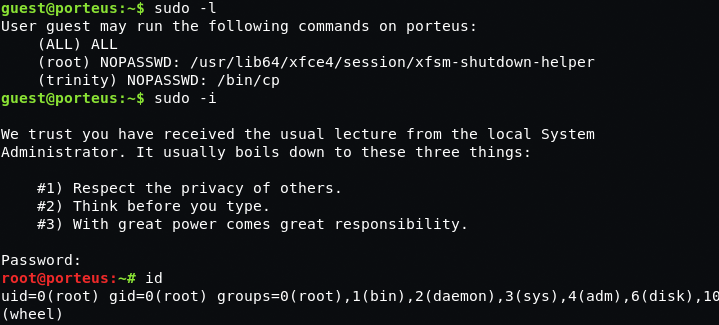 guest@porteus:~$ sudo -l
User guest may run the following commands on porteus:
    (ALL) ALL
    (root) NOPASSWD: /usr/lib64/xfce4/session/xfsm-shutdown-helper
    (trinity) NOPASSWD: /bin/cp
guest@porteus:~$ sudo -i

We trust you have received the usual lecture from the local System
Administrator. It usually boils down to these three things:

    #1) Respect the privacy of others.
    #2) Think before you type.
    #3) With great power comes great responsibility.

Password:
root@porteus:~# id
uid=0(root) gid=0(root) groups=0(root),1(bin),2(daemon),3(sys),4(adm),6(disk),10
(wheel)